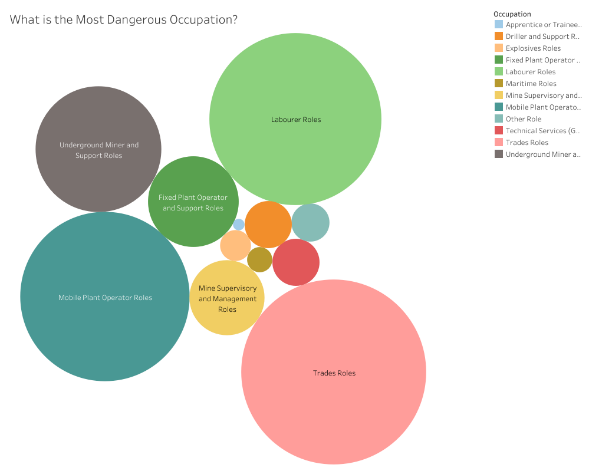 What is the Most Dangerous Occupation?
Occupation
Apprentice or Trainee..
Driller and Support R..
Explosives Roles
Fixed Plant Operator ..
Labourer Roles
Maritime Roles
Mine Supervisory and..
Mobile Plant Operato..
Other Role
Technical Services (G..
Trades Roles
Underground Miner a..
Labourer Roles
Underground Miner and
Support Roles
Fixed Plant Operator
and Support Roles
Mobile Plant Operator Roles
Mine Supervisory
and Management
Roles
Trades Roles